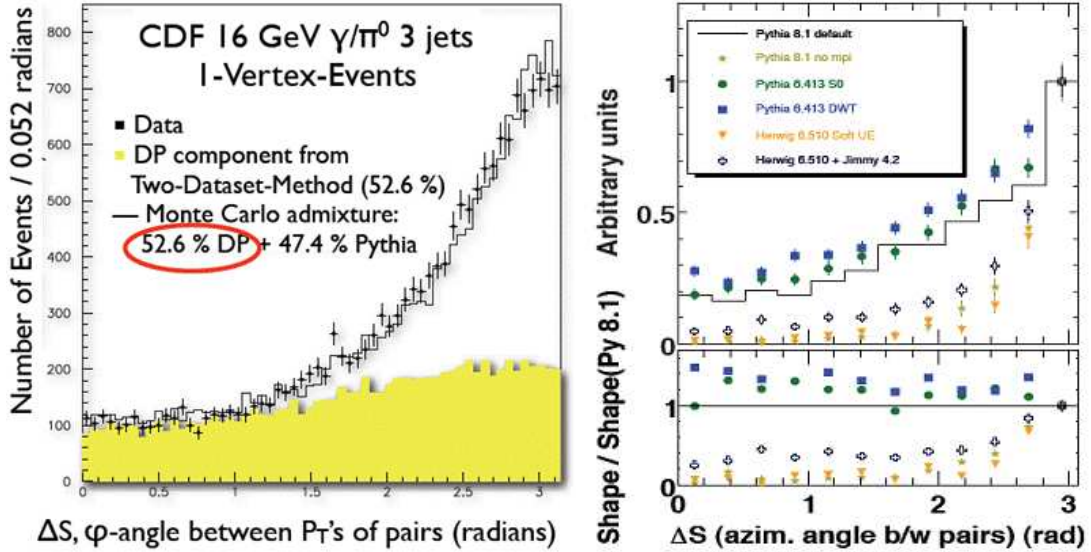 CDF 16 GeV γ/π⁰ 3 jets
1-Vertex-Events
Data
DP component from
Two-Dataset-Method (52.6 %)
Monte Carlo admixture:
52.6 % DP + 47.4 % Pythia
Number of Events / 0.052 radians
800
700
600
500
400
300
200
100
0
0 0.5 1 1.5 2 2.5 3
ΔS, φ-angle between PT's of pairs (radians)
Pythia 8.1 default
Pythia 8.1 no mpi
Pythia 6.413 S0
Pythia 6.413 DWT
Herwig 6.510 Soft UE
Herwig 6.510 + Jimmy 4.2
Arbitrary units
1
0.5
0
Shape / Shape(Py 8.1)
1
0 1 2 3
ΔS (azim. angle b/w pairs) (rad)